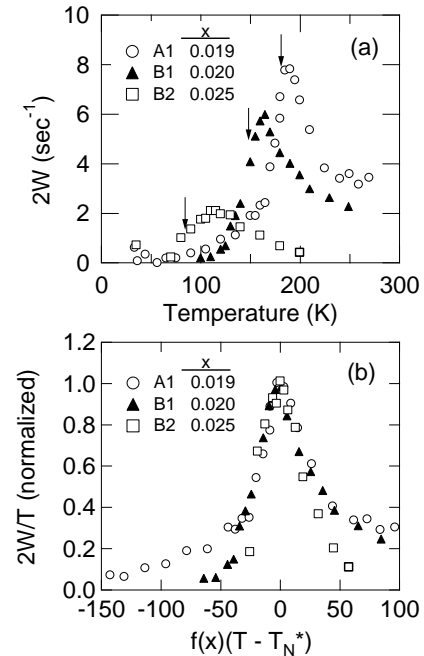 (a)
x
A1 0.019
B1 0.020
B2 0.025
2W (sec⁻¹)
10
8
6
4
2
0
0 100 200 300
Temperature (K)
(b)
x
A1 0.019
B1 0.020
B2 0.025
2W/T (normalized)
1.2
1.0
0.8
0.6
0.4
0.2
0.0
-150 -100 -50 0 50 100
f(x)(T - T_N*)